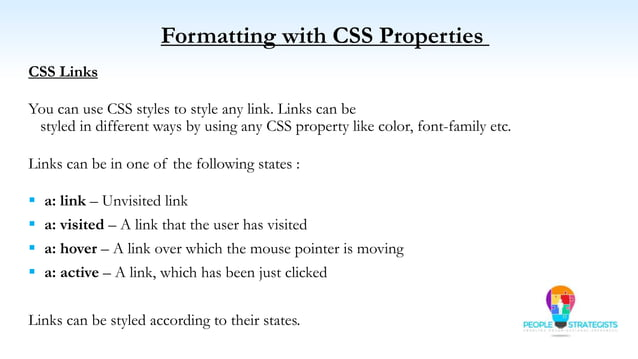 Formatting with CSS Properties
CSS Links
You can use CSS styles to style any link. Links can be
styled in different ways by using any CSS property like color, font-family etc.
Links can be in one of the following states :
▪ a: link – Unvisited link
▪ a: visited – A link that the user has visited
▪ a: hover – A link over which the mouse pointer is moving
▪ a: active – A link, which has been just clicked
Links can be styled according to their states.
PEOPLE STRATEGISTS